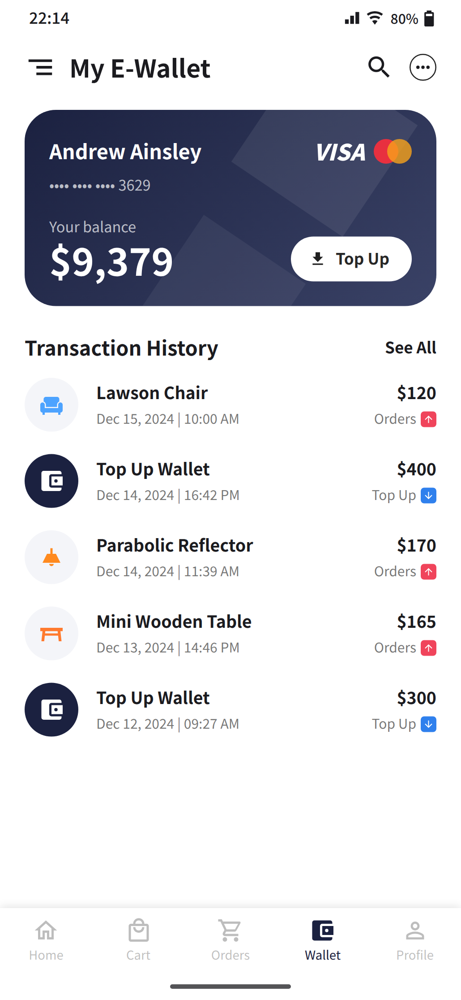 22:14
80%
My E-Wallet
Andrew Ainsley
VISA
•••• •••• •••• 3629
Your balance
$9,379
Top Up
Transaction History
See All
Lawson Chair
$120
Dec 15, 2024 | 10:00 AM
Orders
Top Up Wallet
$400
Dec 14, 2024 | 16:42 PM
Top Up
Parabolic Reflector
$170
Dec 14, 2024 | 11:39 AM
Orders
Mini Wooden Table
$165
Dec 13, 2024 | 14:46 PM
Orders
Top Up Wallet
$300
Dec 12, 2024 | 09:27 AM
Top Up
Home
Cart
Orders
Wallet
Profile